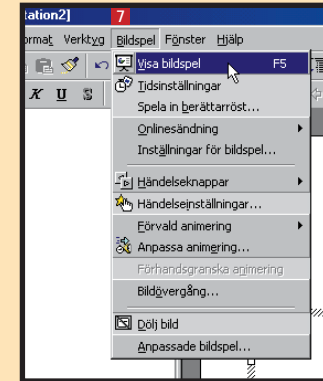 tation2]
7
ormat Verktyg Bildspel Fönster Hjälp
K U S
Visa bildspel F5
Tidsinställningar
Spela in berättarröst...
Onlinesändning
Inställningar för bildspel...
Händelseknappar
Händelseinställningar...
Förvald animering
Anpassa animering...
Förhandsgranska animering
Bildövergång...
Dölj bild
Anpassade bildspel...